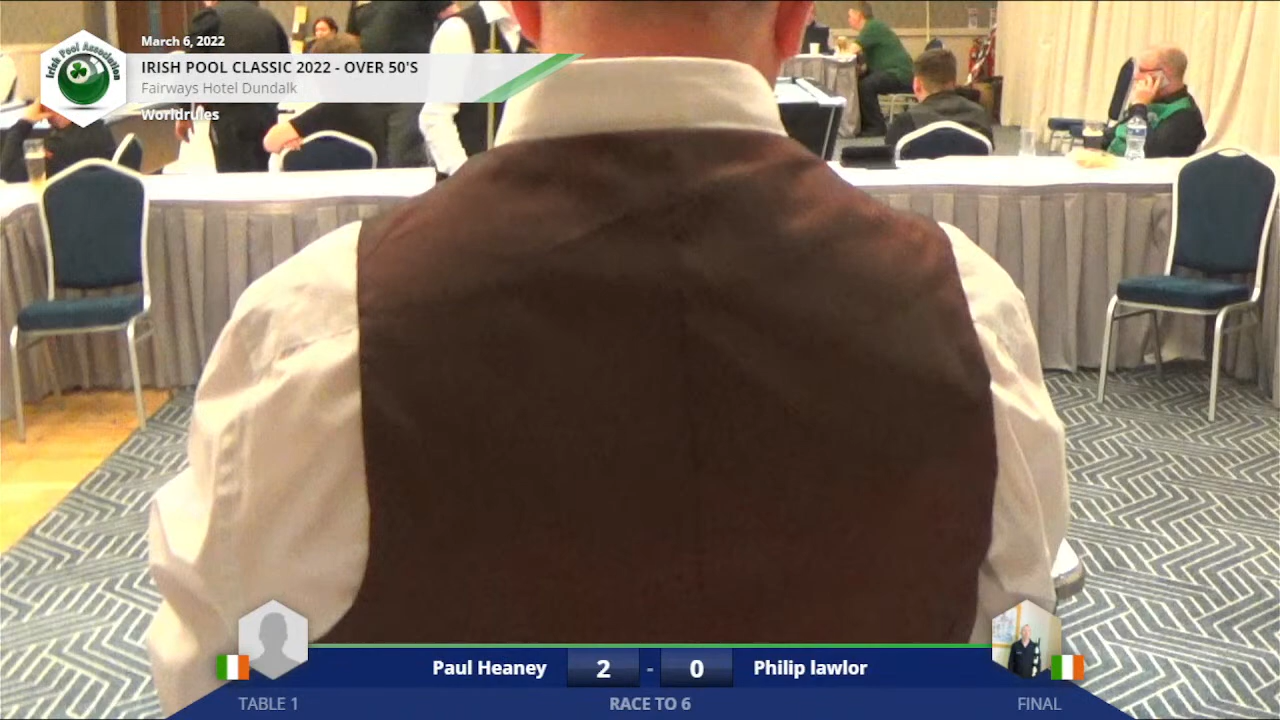 March 6, 2022
IRISH POOL CLASSIC 2022 - OVER 50'S
Fairways Hotel Dundalk
Worldrules
Irish Pool Association
Paul Heaney 2 - 0 Philip lawlor
TABLE 1 RACE TO 6 FINAL